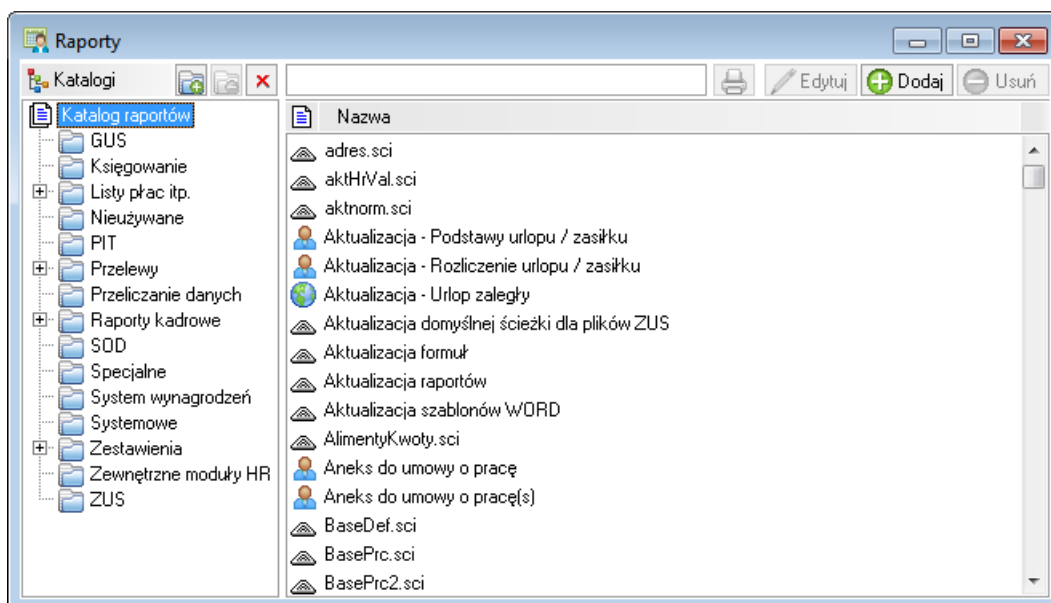 Raporty
Katalogi
Edytuj Dodaj Usuń
Katalog raportów
GUS
Księgowanie
Listy płac itp.
Nieużywane
PIT
Przelewy
Przeliczanie danych
Raporty kadrowe
SOD
Specjalne
System wynagrodzeń
Systemowe
Zestawienia
Zewnętrzne moduły HR
ZUS
Nazwa
adres.sci
aktHrVal.sci
aktnorm.sci
Aktualizacja - Podstawy urlopu / zasiłku
Aktualizacja - Rozliczenie urlopu / zasiłku
Aktualizacja - Urlop zaległy
Aktualizacja domyślnej ścieżki dla plików ZUS
Aktualizacja formuł
Aktualizacja raportów
Aktualizacja szablonów WORD
AlimentyKwoty.sci
Aneks do umowy o pracę
Aneks do umowy o pracę(s)
BaseDef.sci
BasePrc.sci
BasePrc2.sci